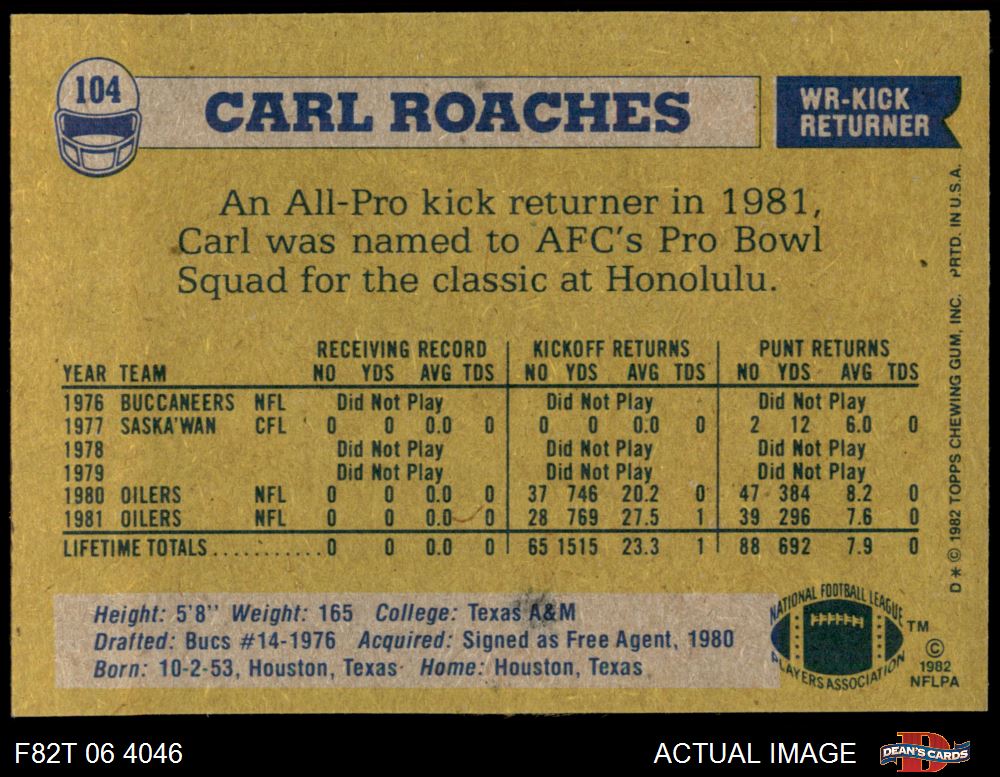 104
CARL ROACHES
WR-KICK
RETURNER
An All-Pro kick returner in 1981,
Carl was named to AFC's Pro Bowl
Squad for the classic at Honolulu.
RECEIVING RECORD KICKOFF RETURNS PUNT RETURNS
YEAR TEAM NO YDS AVG TDS NO YDS AVG TDS NO YDS AVG TDS
1976 BUCCANEERS NFL Did Not Play Did Not Play Did Not Play
1977 SASKA'WAN CFL 0 0 0.0 0 0 0 0.0 0 2 12 6.0 0
1978 Did Not Play Did Not Play Did Not Play
1979 Did Not Play Did Not Play Did Not Play
1980 OILERS NFL 0 0 0.0 0 37 746 20.2 0 47 384 8.2 0
1981 OILERS NFL 0 0 0.0 0 28 769 27.5 1 39 296 7.6 0
LIFETIME TOTALS............0 0 0.0 0 65 1515 23.3 1 88 692 7.9 0
Height: 5'8'' Weight: 165 College: Texas A&M
Drafted: Bucs #14-1976 Acquired: Signed as Free Agent, 1980
Born: 10-2-53, Houston, Texas Home: Houston, Texas
NATIONAL FOOTBALL LEAGUE
PLAYERS ASSOCIATION
TM
©
1982
NFLPA
D * © 1982 TOPPS CHEWING GUM, INC. PRTD. IN U.S.A.
F82T 06 4046
ACTUAL IMAGE
D
DEAN'S CARDS